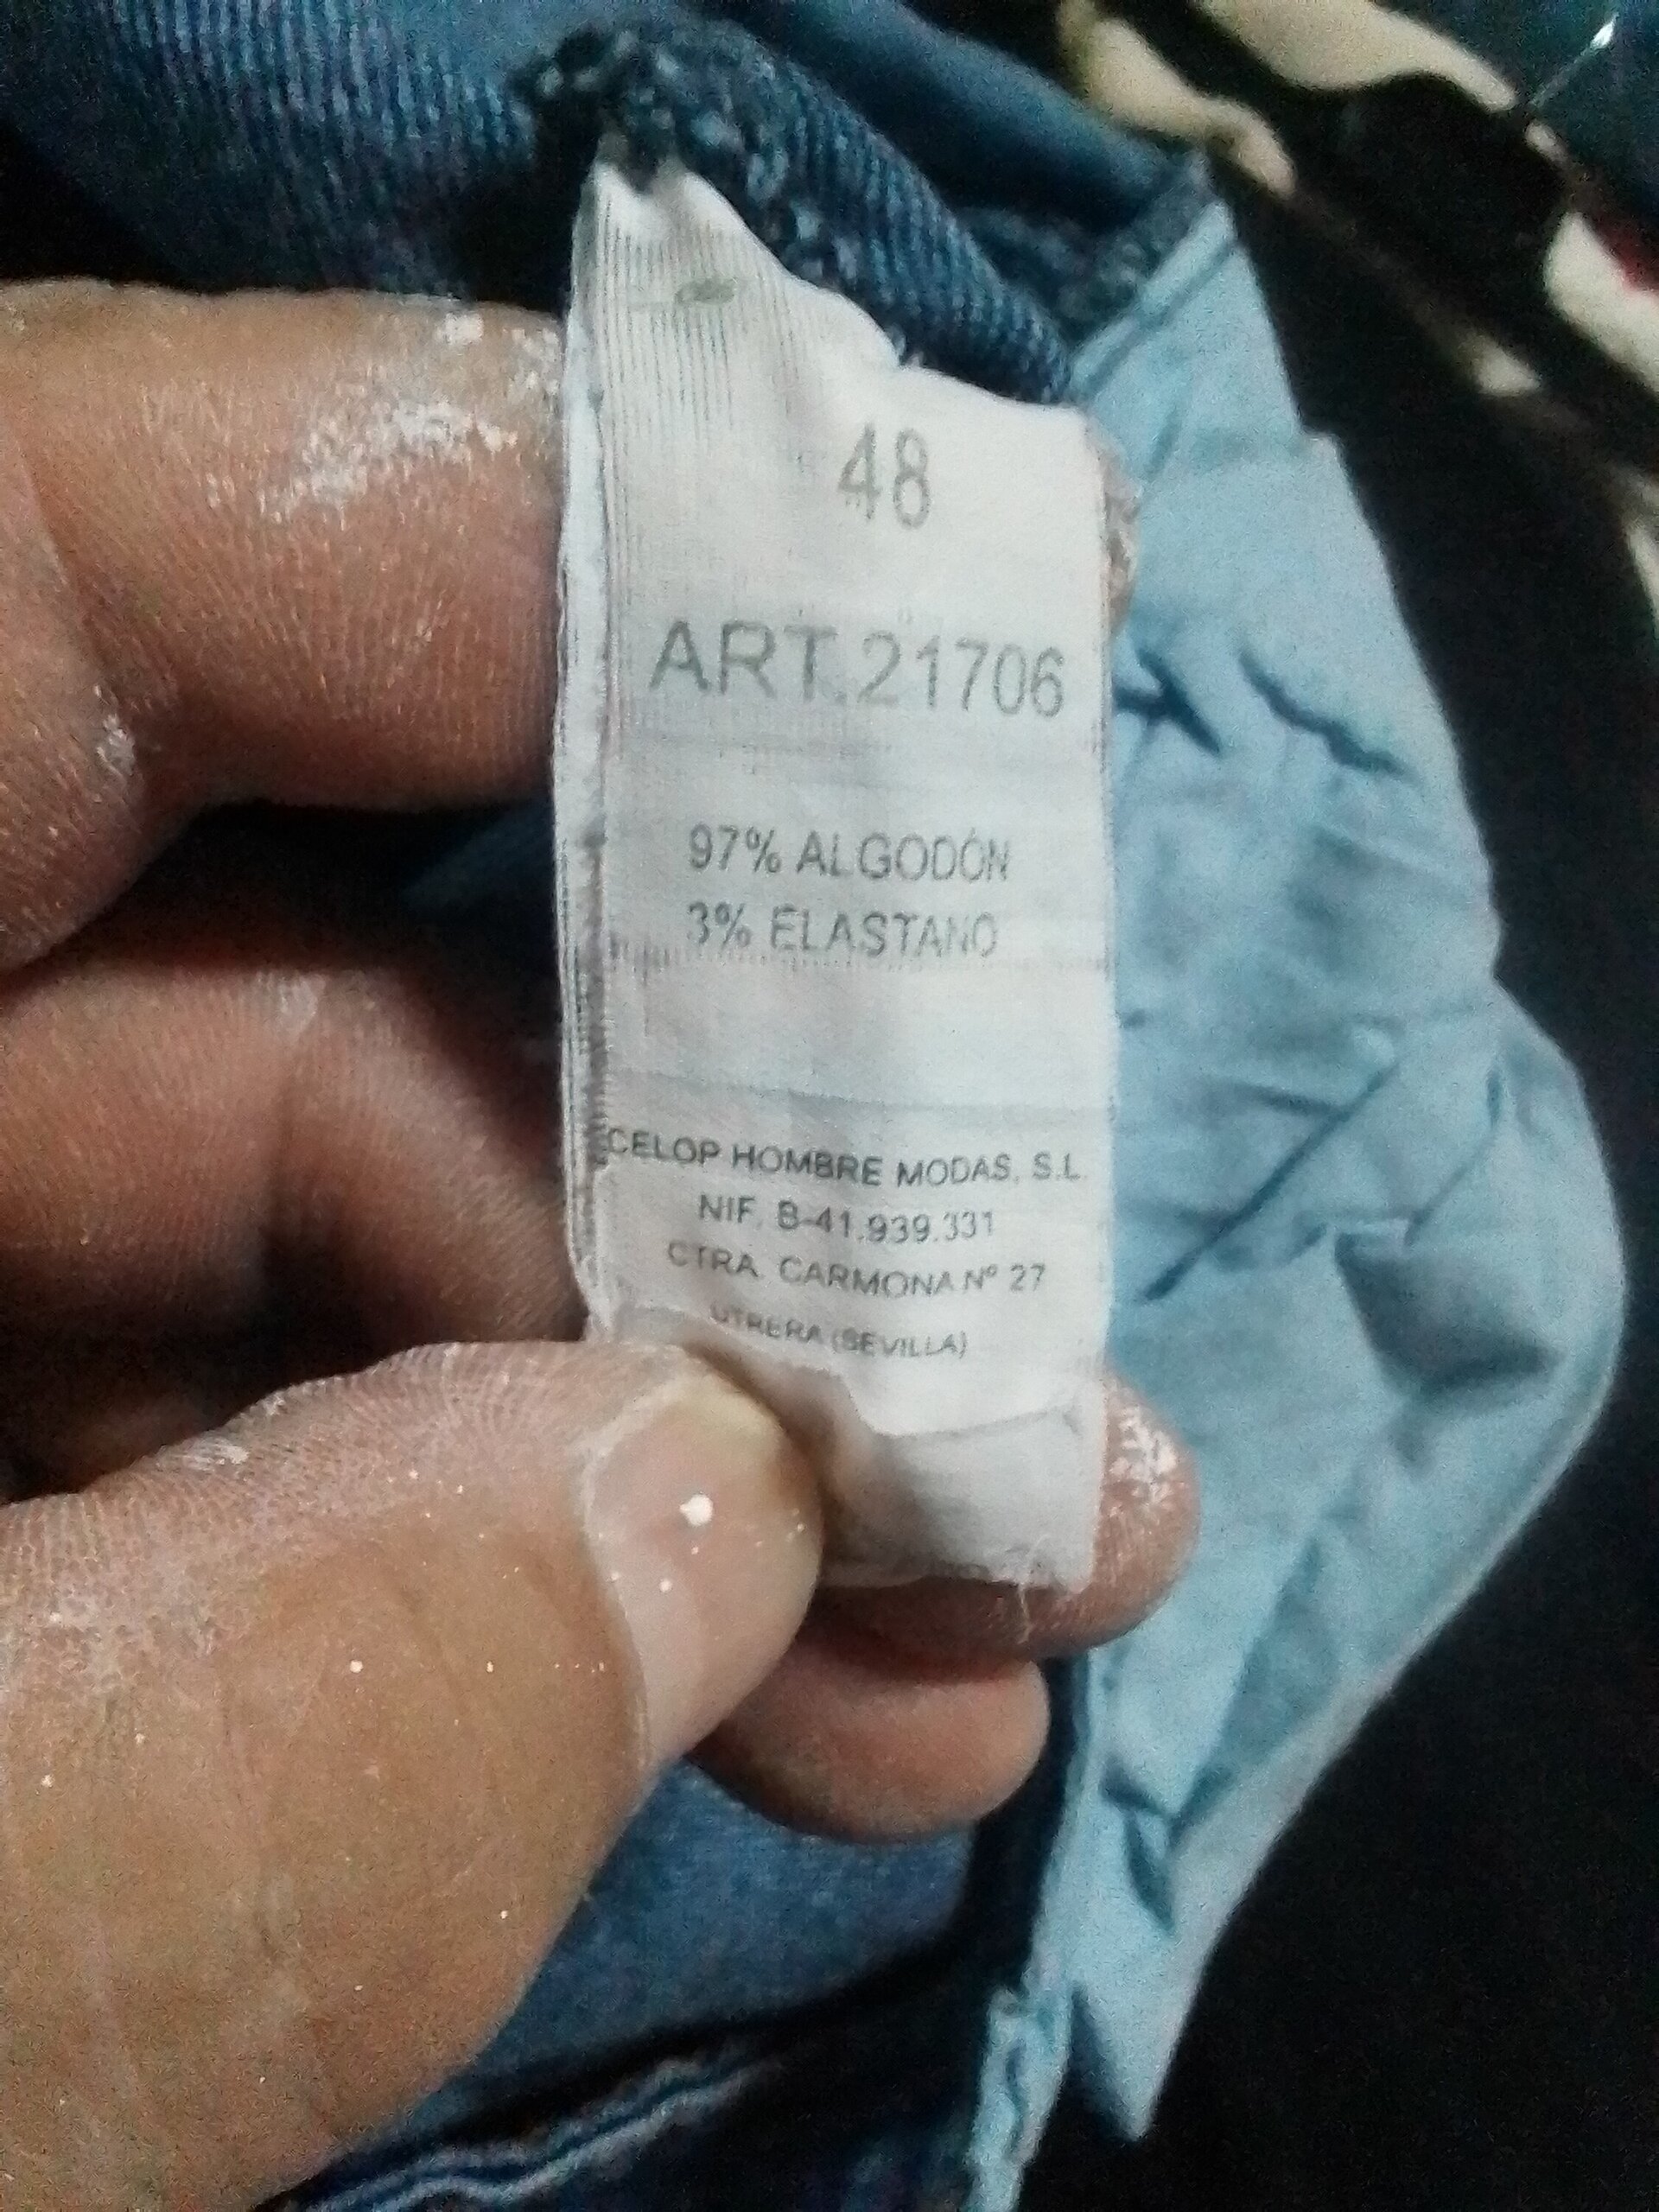 48
ART.21706
97% ALGODÓN
3% ELASTANO
CELOP HOMBRE MODAS, S.L.
NIF. B-41.939.331
CTRA. CARMONA Nº 27
UTRERA (SEVILLA)